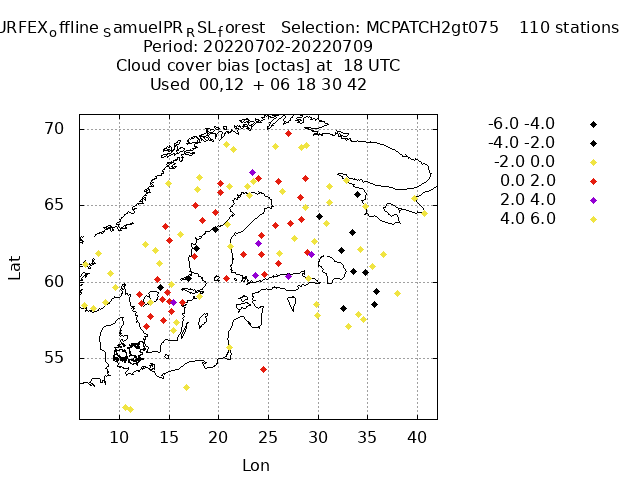 URFEXoffline SamuelPRRSLforest Selection: MCPATCH2gt075 110 stations
Period: 20220702-20220709
Cloud cover bias [octas] at 18 UTC
Used 00,12 + 06 18 30 42
-6.0 -4.0
-4.0 -2.0
-2.0 0.0
0.0 2.0
2.0 4.0
4.0 6.0
70
65
60
55
Lat
10 15 20 25 30 35 40
Lon